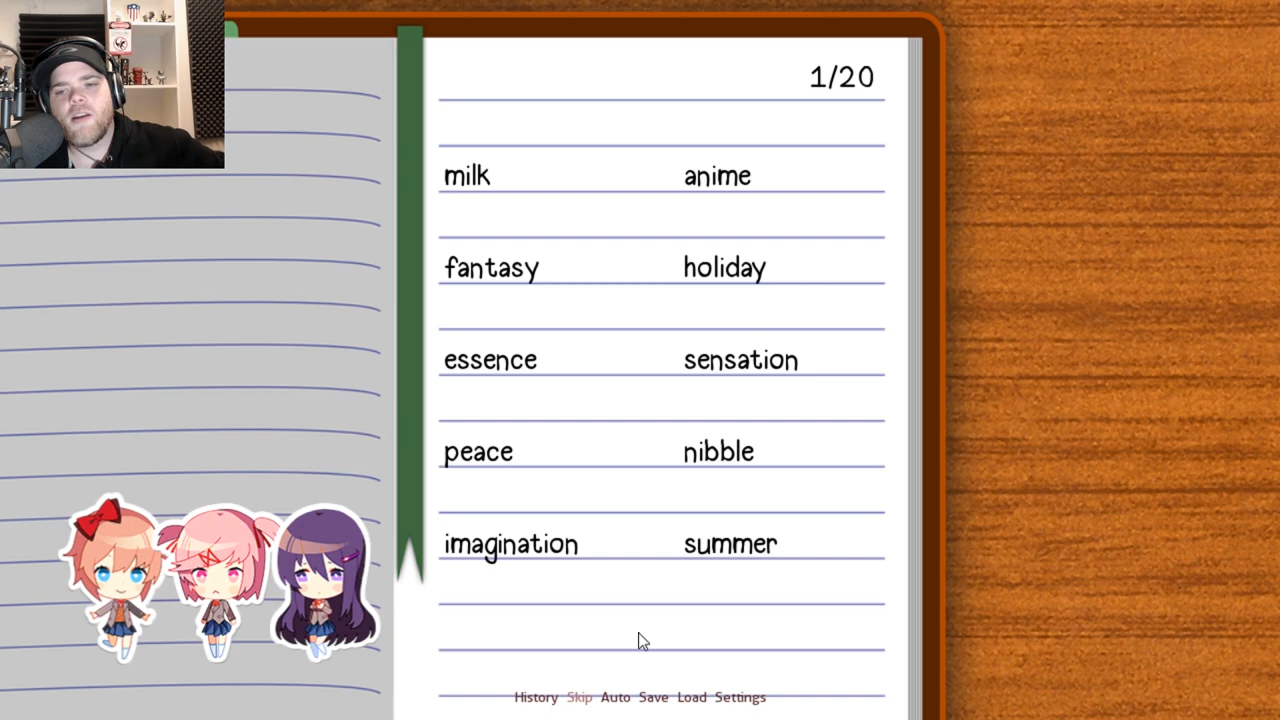 1/20
milk anime
fantasy holiday
essence sensation
peace nibble
imagination summer
History Skip Auto Save Load Settings